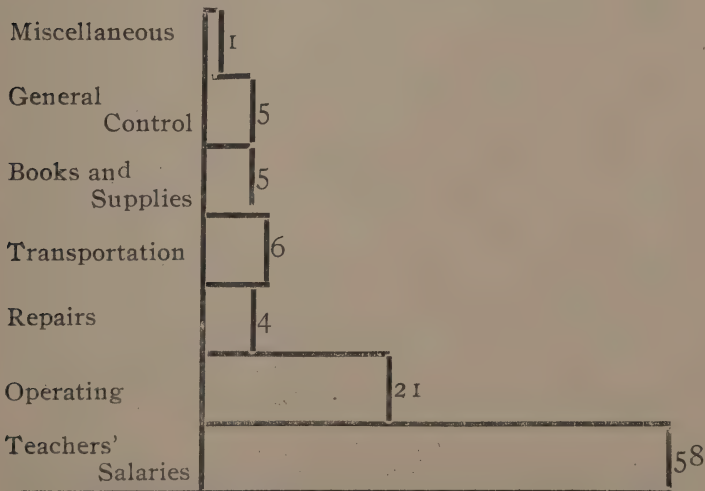 Miscellaneous 1
General
Control 5
Books and
Supplies 5
Transportation 6
Repairs 4
Operating 21
Teachers'
Salaries 58